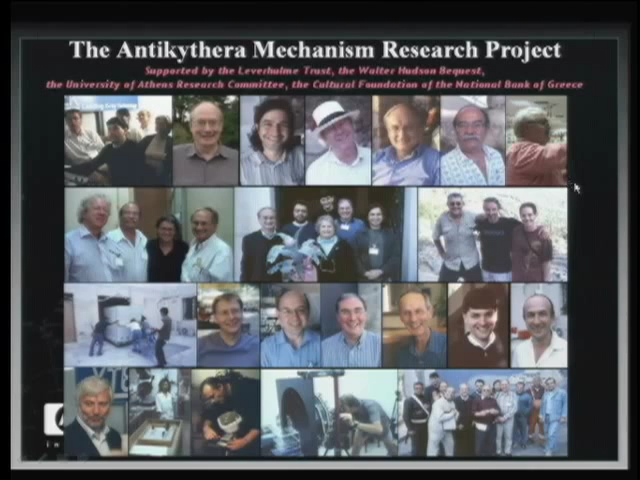 The Antikythera Mechanism Research Project
Supported by the Leverhulme Trust, the Walter Hudson Bequest,
the University of Athens Research Committee, the Cultural Foundation of the National Bank of Greece